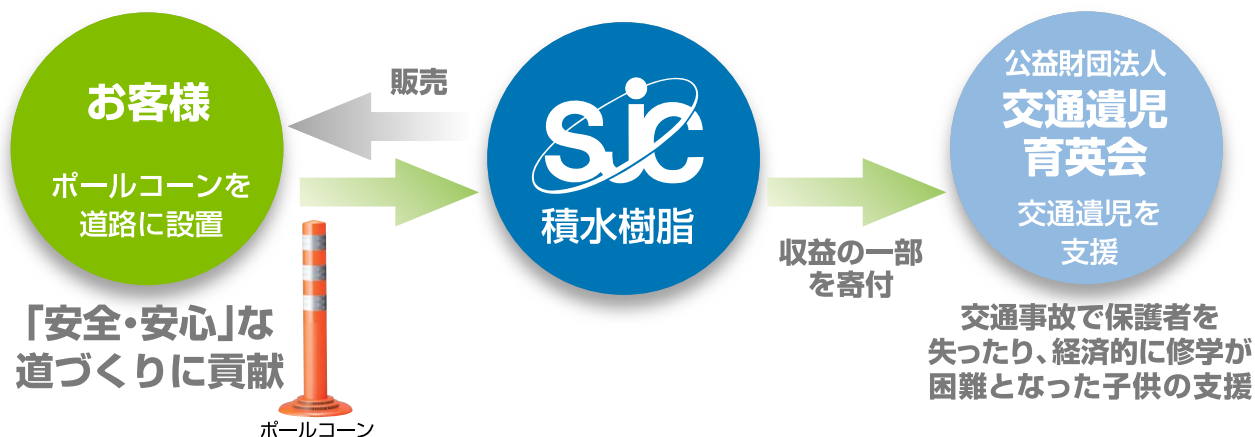 お客様
ポールコーンを
道路に設置
「安全・安心」な
道づくりに貢献
販売
ポールコーン
sjc
積水樹脂
収益の一部
を寄付
公益財団法人
交通遺児
育英会
交通遺児を
支援
交通事故で保護者を
失ったり、経済的に修学が
困難となった子供の支援